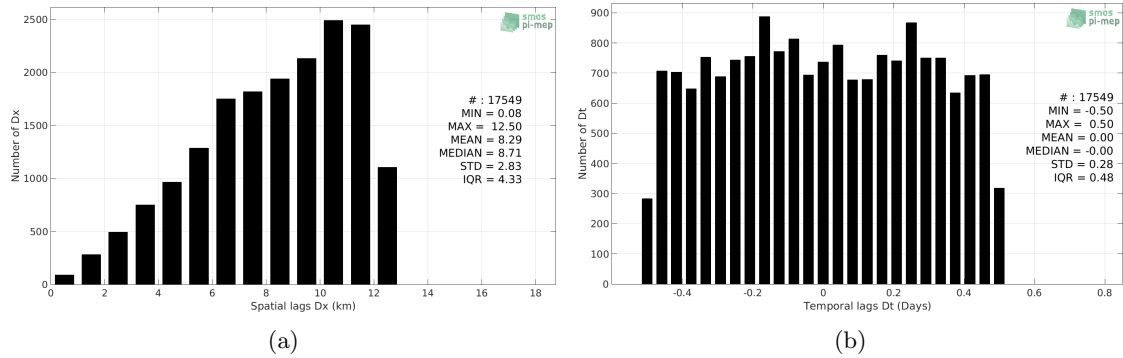 2500
2000
1500
1000
500
0
Number of Dx
0 2 4 6 8 10 12 14 16 18
Spatial lags Dx (km)
smos
pi-mep
# : 17549
MIN = 0.08
MAX = 12.50
MEAN = 8.29
MEDIAN = 8.71
STD = 2.83
IQR = 4.33
(a)
900
800
700
600
500
400
300
200
100
0
Number of Dt
-0.4 -0.2 0 0.2 0.4 0.6 0.8
Temporal lags Dt (Days)
smos
pi-mep
# : 17549
MIN = -0.50
MAX = 0.50
MEAN = 0.00
MEDIAN = -0.00
STD = 0.28
IQR = 0.48
(b)